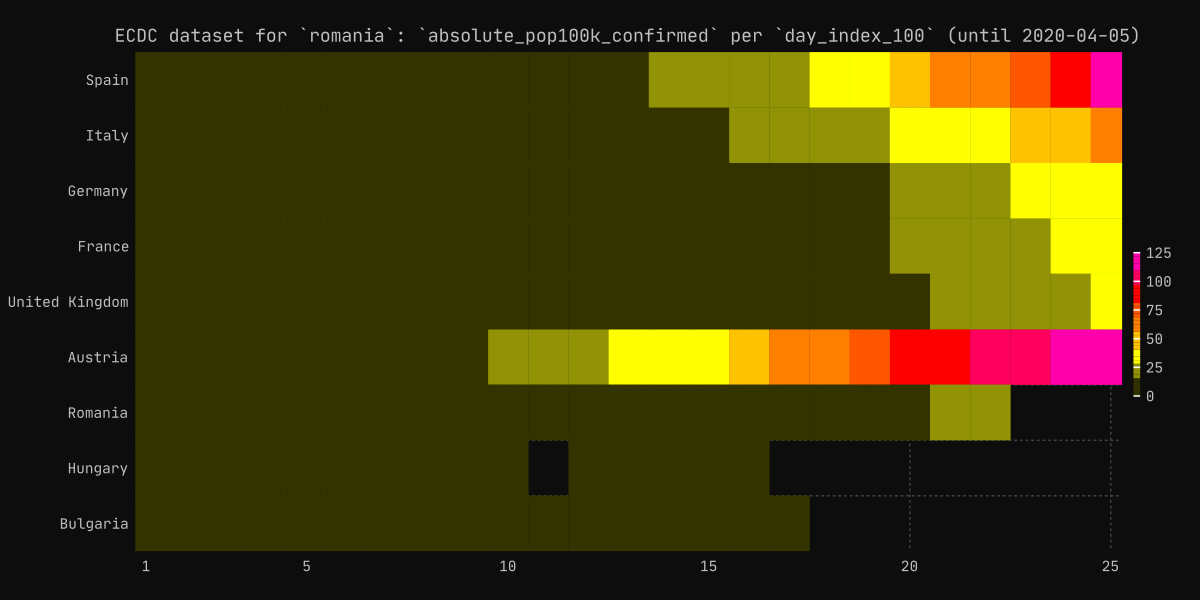 ECDC dataset for `romania`: `absolute_pop100k_confirmed` per `day_index_100` (until 2020-04-05)
Spain
Italy
Germany
France
United Kingdom
Austria
Romania
Hungary
Bulgaria
1 5 10 15 20 25
125
100
75
50
25
0